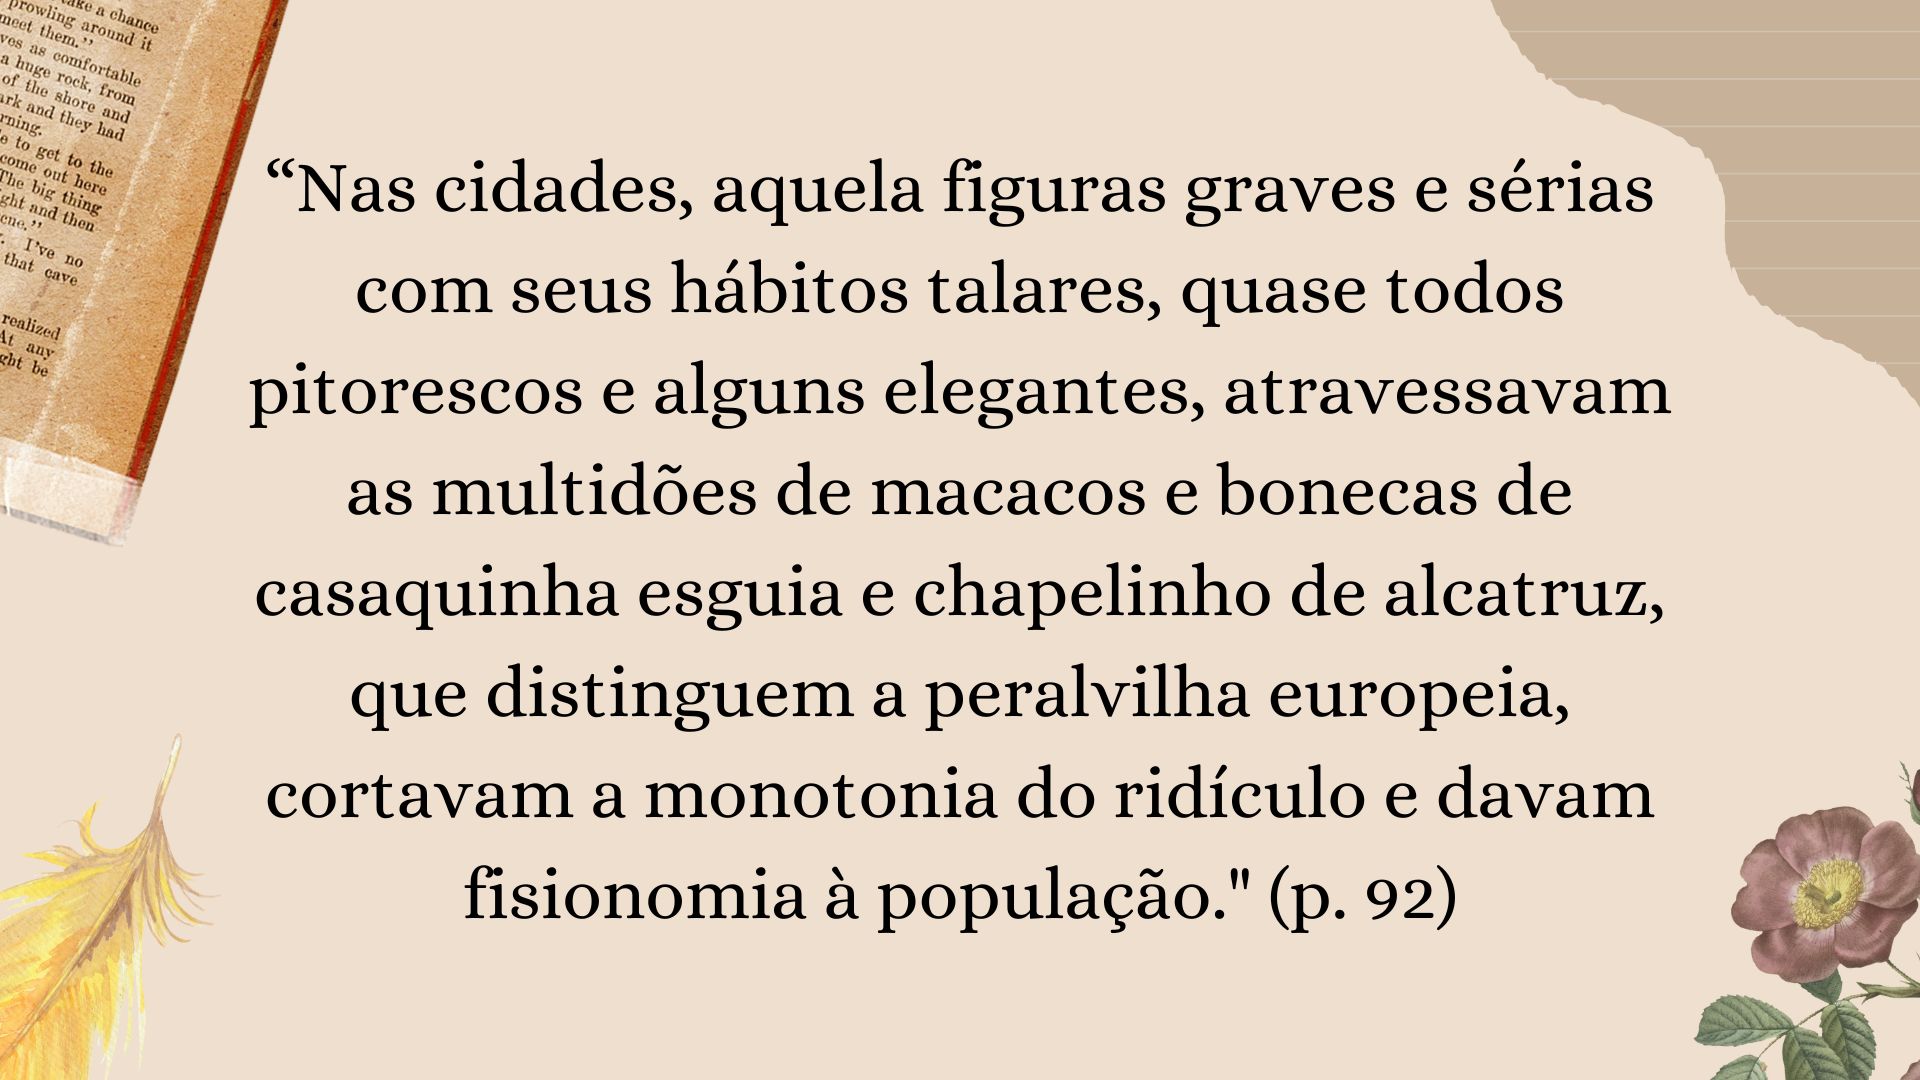 take a chance
prowling around it
meet them.”
ves as comfortable
a huge rock, from
of the shore and
ark and they had
rning.
e to get to the
come out here
The big thing
ght and then
cne.”
I’ve no
that cave
realized
At any
ght be
“Nas cidades, aquela figuras graves e sérias
com seus hábitos talares, quase todos
pitorescos e alguns elegantes, atravessavam
as multidões de macacos e bonecas de
casaquinha esguia e chapelinho de alcatruz,
que distinguem a peralvilha europeia,
cortavam a monotonia do ridículo e davam
fisionomia à população." (p. 92)